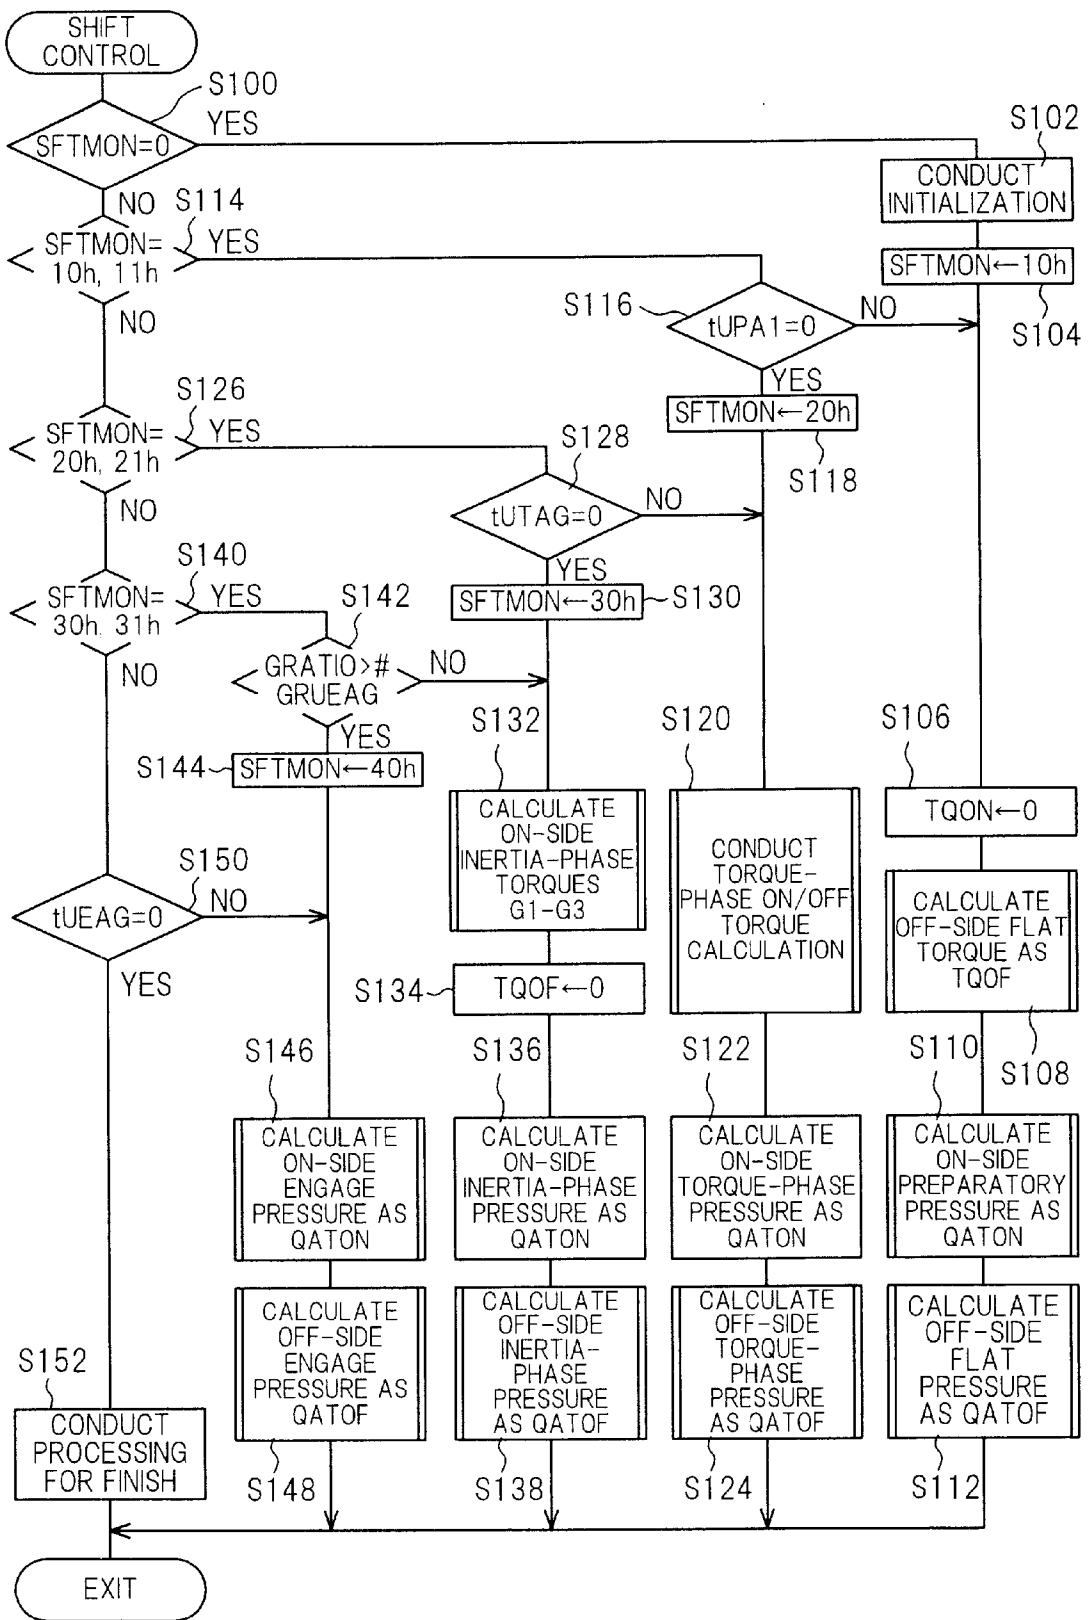 SHIFT
CONTROL
S100
SFTMON=0
YES
NO
S102
CONDUCT
INITIALIZATION
SFTMON←10h
S104
S114
SFTMON=
10h, 11h
YES
NO
S116
tUPA1=0
NO
YES
SFTMON←20h
S118
S126
SFTMON=
20h, 21h
YES
NO
S128
tUTAG=0
NO
YES
SFTMON←30h
S130
S140
SFTMON=
30h, 31h
YES
NO
S142
GRATIO>#
GRUEAG
NO
YES
S144
SFTMON←40h
S132
CALCULATE
ON-SIDE
INERTIA-PHASE
TORQUES
G1-G3
S120
CONDUCT
TORQUE-
PHASE ON/OFF
TORQUE
CALCULATION
S106
TQON←0
CALCULATE
OFF-SIDE FLAT
TORQUE AS
TQOF
S108
S150
tUEAG=0
NO
YES
S134
TQOF←0
S146
CALCULATE
ON-SIDE
ENGAGE
PRESSURE AS
QATON
S136
CALCULATE
ON-SIDE
INERTIA-PHASE
PRESSURE AS
QATON
S122
CALCULATE
ON-SIDE
TORQUE-PHASE
PRESSURE AS
QATON
S110
CALCULATE
ON-SIDE
PREPARATORY
PRESSURE AS
QATON
CALCULATE
OFF-SIDE
ENGAGE
PRESSURE AS
QATOF
S148
CALCULATE
OFF-SIDE
INERTIA-
PHASE
PRESSURE
AS QATOF
S138
CALCULATE
OFF-SIDE
TORQUE-
PHASE
PRESSURE
AS QATOF
S124
CALCULATE
OFF-SIDE
FLAT
PRESSURE
AS QATOF
S112
S152
CONDUCT
PROCESSING
FOR FINISH
EXIT